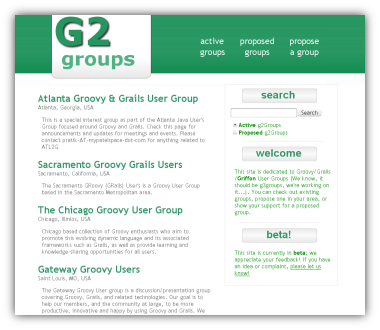 G2
groups
active
groups
proposed
groups
propose
a group
Atlanta Groovy & Grails User Group
Atlanta, Georgia, USA
This is a special interest group as part of the Atlanta Java User's
Group focused around Groovy and Grails. Check this page for
announcements and updates for meetings and events. Please
contact pratik-AT-mypatelspace-dot-com for anything related to
ATL2G
Sacramento Groovy Grails Users
Sacramento, California, USA
The Sacramento GRoovy (GRails) User's is a Groovy User Group
based in the Sacramento Metropolitan area.
The Chicago Groovy User Group
Chicago, Illinois, USA
Chicago based collection of Groovy enthusiasts who aim to
promote this evolving dynamic language and its associated
frameworks such as Grails, as well as provide learning and
knowledge-sharing opportunities for all users.
Gateway Groovy Users
Saint Louis, MO, USA
The Gateway Groovy User group is a discussion/presentation group
covering Groovy, Grails, and related technologies. Our goal is to
help our members, and the community at large, to be more
productive, innovative and happy by using Groovy and Grails. We
search
Search
Active g2Groups
Proposed g2Groups
welcome
This site is dedicated to Groovy/Grails
/Griffon User Groups (We know, it
should be g3groups, we're working on
it...). You can check out existing
groups, propose one in your area, or
show your support for a proposed
group.
beta!
This site is currently in beta; we
appreciate your feedback! If you have
an idea or complaint, please let us
know!